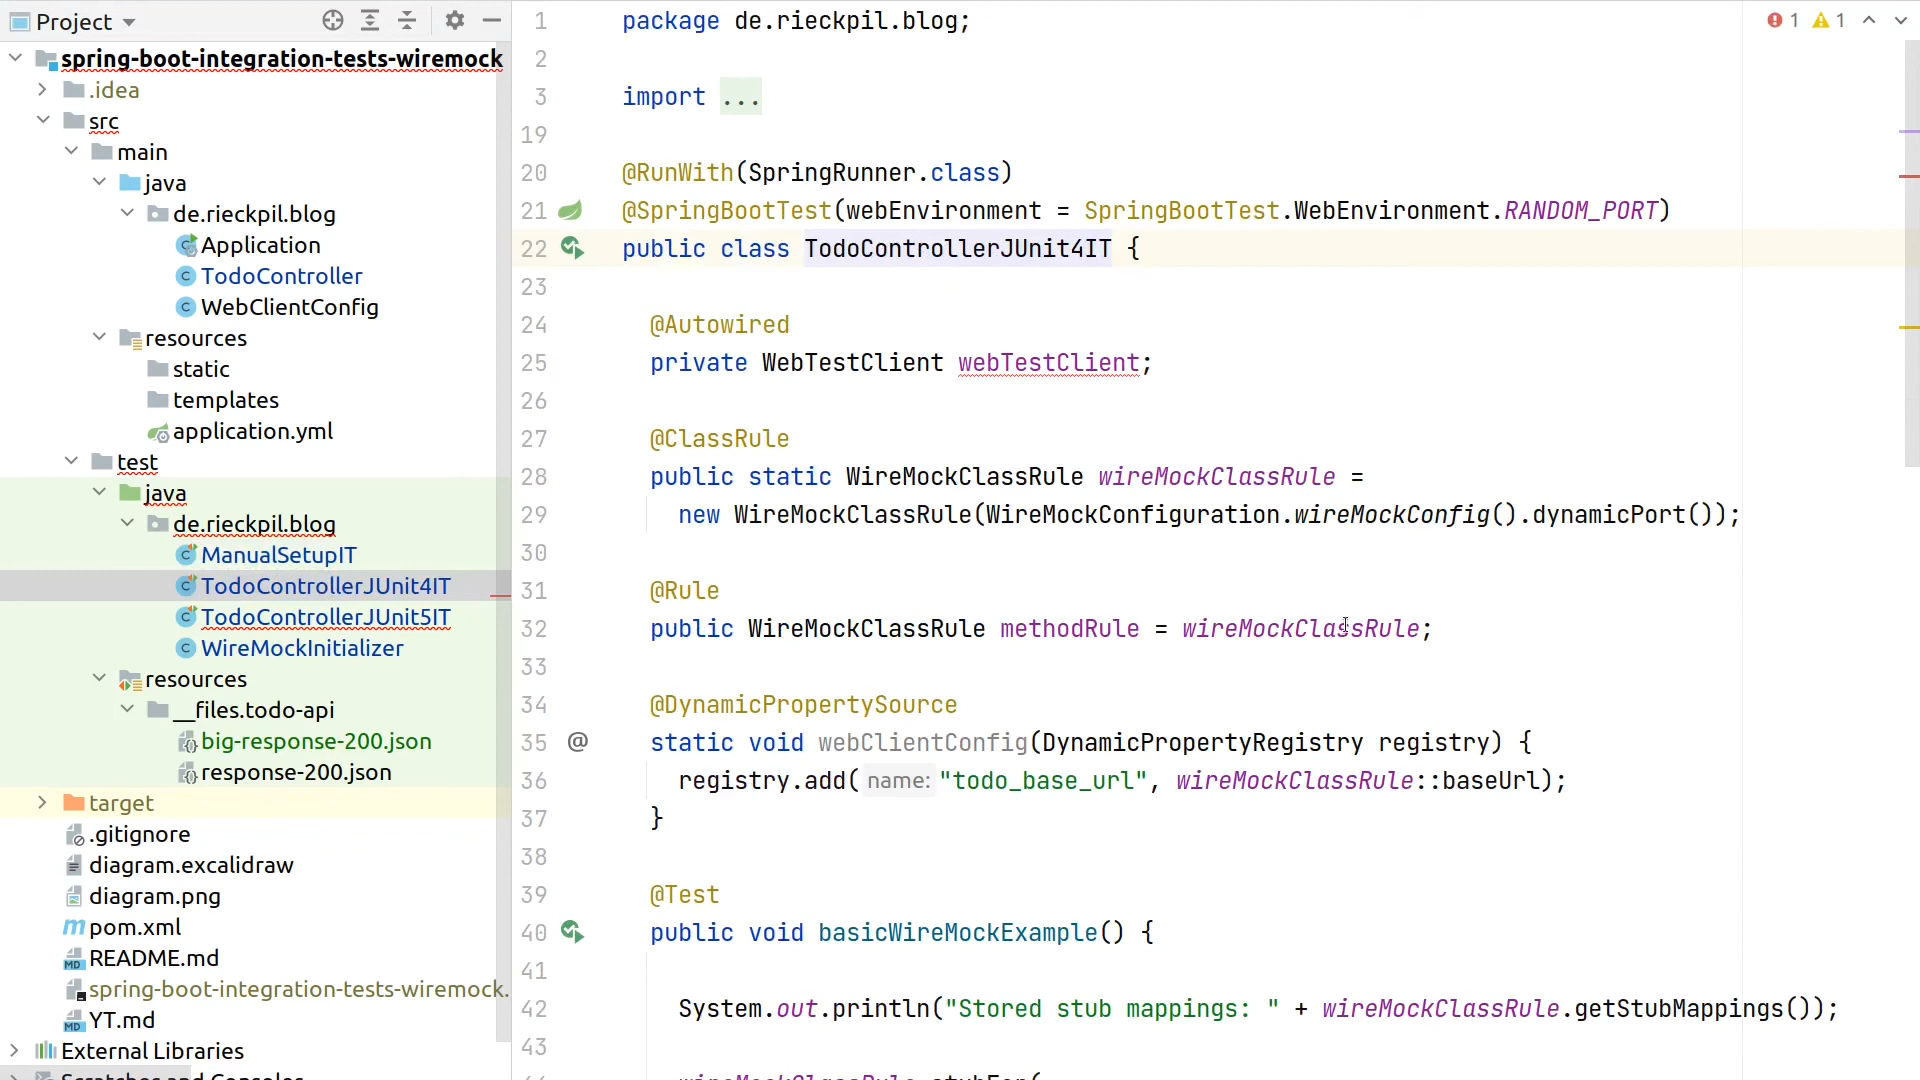 Project
spring-boot-integration-tests-wiremock
.idea
src
main
java
de.rieckpil.blog
Application
TodoController
WebClientConfig
resources
static
templates
application.yml
test
java
de.rieckpil.blog
ManualSetupIT
TodoControllerJUnit4IT
TodoControllerJUnit5IT
WireMockInitializer
resources
__files.todo-api
big-response-200.json
response-200.json
target
.gitignore
diagram.excalidraw
diagram.png
pom.xml
README.md
spring-boot-integration-tests-wiremock.
YT.md
External Libraries
Scratches and Consoles
1 package de.rieckpil.blog;
2
3 import ...
19
20 @RunWith(SpringRunner.class)
21 @SpringBootTest(webEnvironment = SpringBootTest.WebEnvironment.RANDOM_PORT)
22 public class TodoControllerJUnit4IT {
23
24 @Autowired
25 private WebTestClient webTestClient;
26
27 @ClassRule
28 public static WireMockClassRule wireMockClassRule =
29 new WireMockClassRule(WireMockConfiguration.wireMockConfig().dynamicPort());
30
31 @Rule
32 public WireMockClassRule methodRule = wireMockClassRule;
33
34 @DynamicPropertySource
35 @ static void webClientConfig(DynamicPropertyRegistry registry) {
36 registry.add( name: "todo_base_url", wireMockClassRule::baseUrl);
37 }
38
39 @Test
40 public void basicWireMockExample() {
41
42 System.out.println("Stored stub mappings: " + wireMockClassRule.getStubMappings());
43
wireMockClassRule.stubFor(
1 1